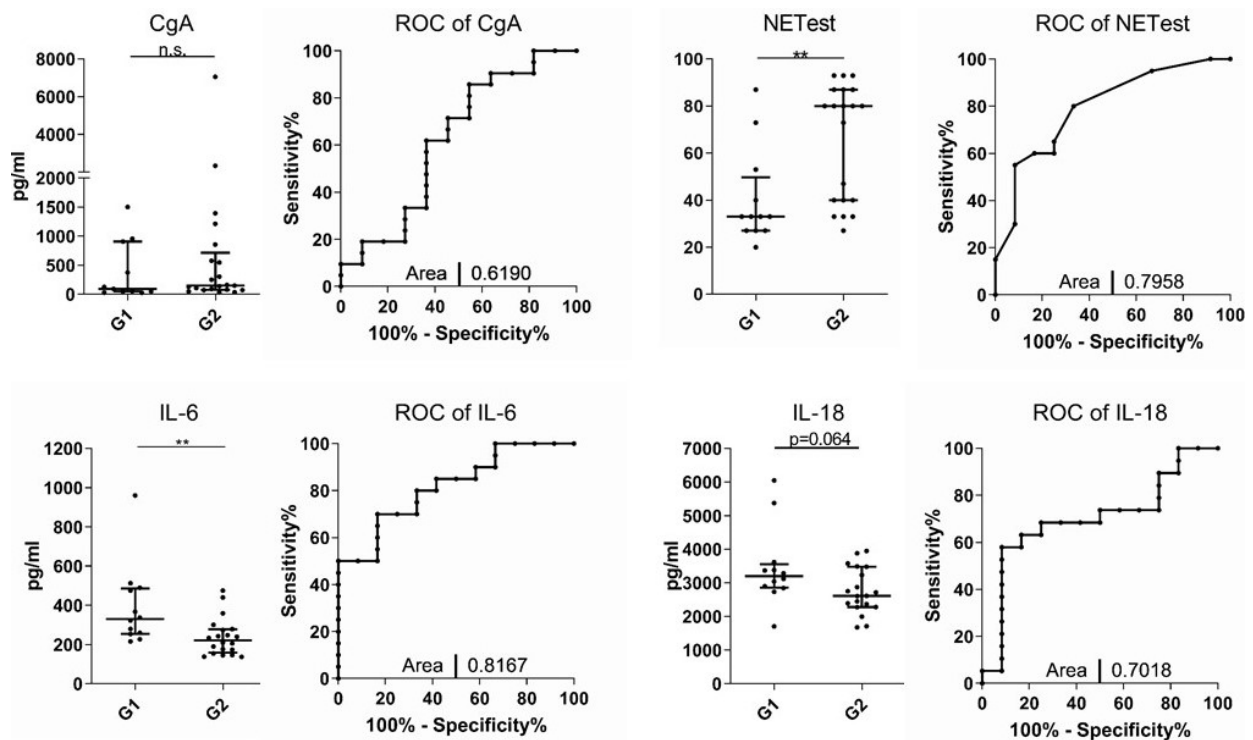 CgA
n.s.
pg/ml
8000
6000
4000
2000
2000
1500
1000
500
0
G1
G2
ROC of CgA
Sensitivity%
100
80
60
40
20
0
Area 0.6190
0 20 40 60 80 100
100% - Specificity%
NETest
**
100
80
60
40
20
0
G1
G2
ROC of NETest
Sensitivity%
100
80
60
40
20
0
Area 0.7958
0 20 40 60 80 100
100% - Specificity%
IL-6
**
pg/ml
1200
1000
800
600
400
200
0
G1
G2
ROC of IL-6
Sensitivity%
100
80
60
40
20
0
Area 0.8167
0 20 40 60 80 100
100% - Specificity%
IL-18
p=0.064
pg/ml
7000
6000
5000
4000
3000
2000
1000
0
G1
G2
ROC of IL-18
Sensitivity%
100
80
60
40
20
0
Area 0.7018
0 20 40 60 80 100
100% - Specificity%